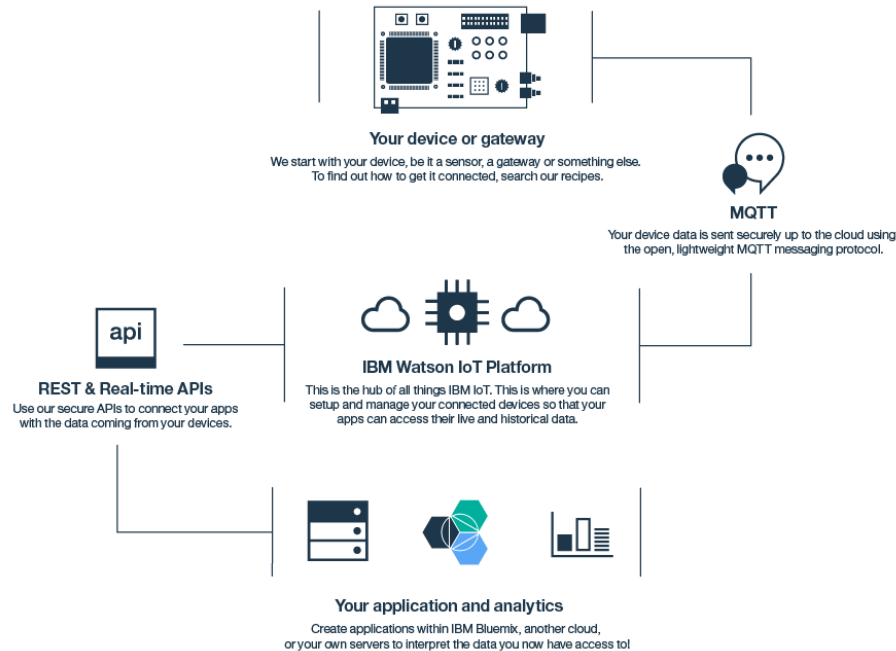 Your device or gateway
We start with your device, be it a sensor, a gateway or something else.
To find out how to get it connected, search our recipes.
MQTT
Your device data is sent securely up to the cloud using
the open, lightweight MQTT messaging protocol.
api
REST & Real-time APIs
Use our secure APIs to connect your apps
with the data coming from your devices.
IBM Watson IoT Platform
This is the hub of all things IBM IoT. This is where you can
setup and manage your connected devices so that your
apps can access their live and historical data.
Your application and analytics
Create applications within IBM Bluemix, another cloud,
or your own servers to interpret the data you now have access to!